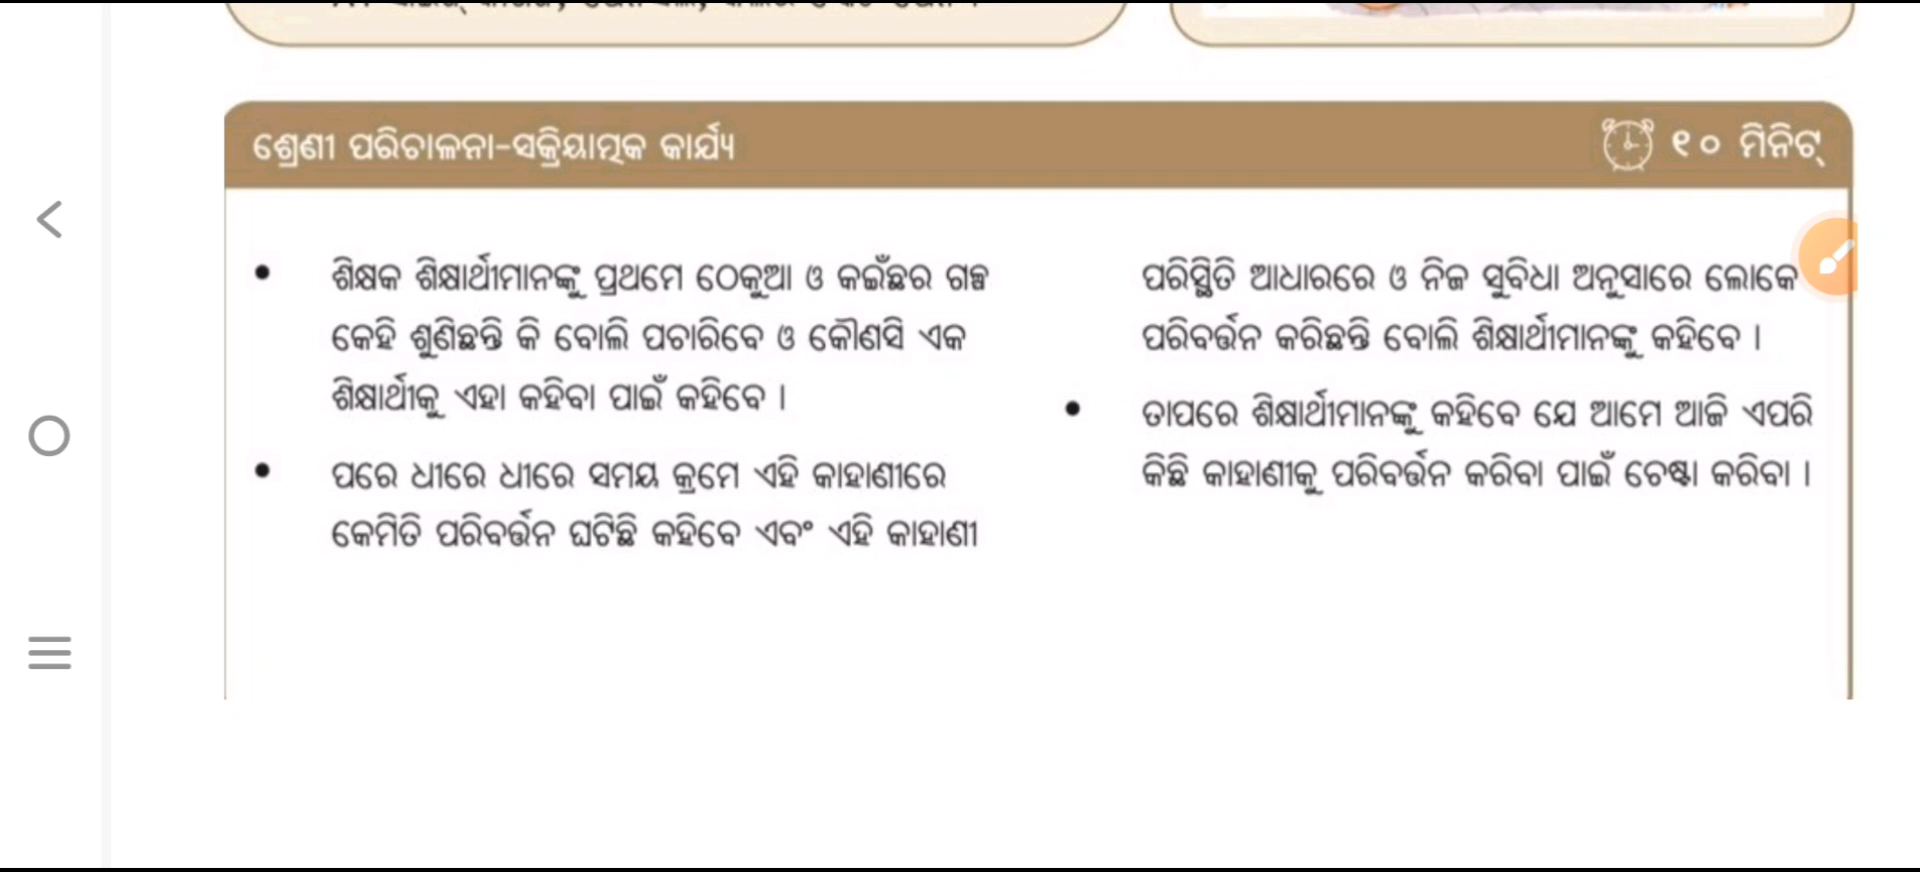 ଶ୍ରେଣୀ ପରିଚାଳନା-ସକ୍ରିୟାତ୍ମକ କାର୍ଯ୍ୟ
୧୦ ମିନିଟ୍
• ଶିକ୍ଷକ ଶିକ୍ଷାର୍ଥୀମାନଙ୍କୁ ପ୍ରଥମେ ଠେକୁଆ ଓ କଇଁଛର ଗଳ୍ପ
କେହି ଶୁଣିଛନ୍ତି କି ବୋଲି ପଚାରିବେ ଓ କୌଣସି ଏକ
ଶିକ୍ଷାର୍ଥୀକୁ ଏହା କହିବା ପାଇଁ କହିବେ ।
• ପରେ ଧୀରେ ଧୀରେ ସମୟ କ୍ରମେ ଏହି କାହାଣୀରେ
କେମିତି ପରିବର୍ତ୍ତନ ଘଟିଛି କହିବେ ଏବଂ ଏହି କାହାଣୀ
ପରିସ୍ଥିତି ଆଧାରରେ ଓ ନିଜ ସୁବିଧା ଅନୁସାରେ ଲୋକେ
ପରିବର୍ତ୍ତନ କରିଛନ୍ତି ବୋଲି ଶିକ୍ଷାର୍ଥୀମାନଙ୍କୁ କହିବେ ।
• ତାପରେ ଶିକ୍ଷାର୍ଥୀମାନଙ୍କୁ କହିବେ ଯେ ଆମେ ଆଜି ଏପରି
କିଛି କାହାଣୀକୁ ପରିବର୍ତ୍ତନ କରିବା ପାଇଁ ଚେଷ୍ଟା କରିବା ।